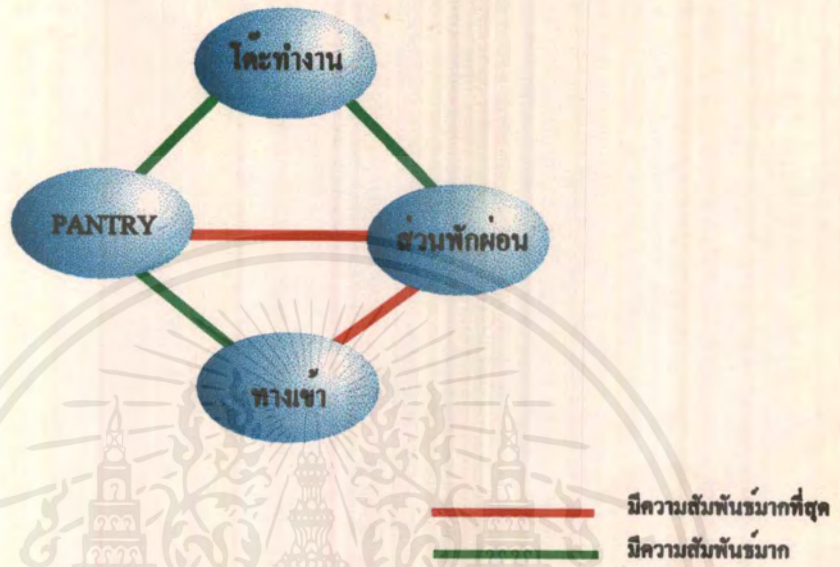 โต๊ะทำงาน
PANTRY
ส่วนพักผ่อน
ทางเข้า
มีความสัมพันธ์มากที่สุด
มีความสัมพันธ์มาก